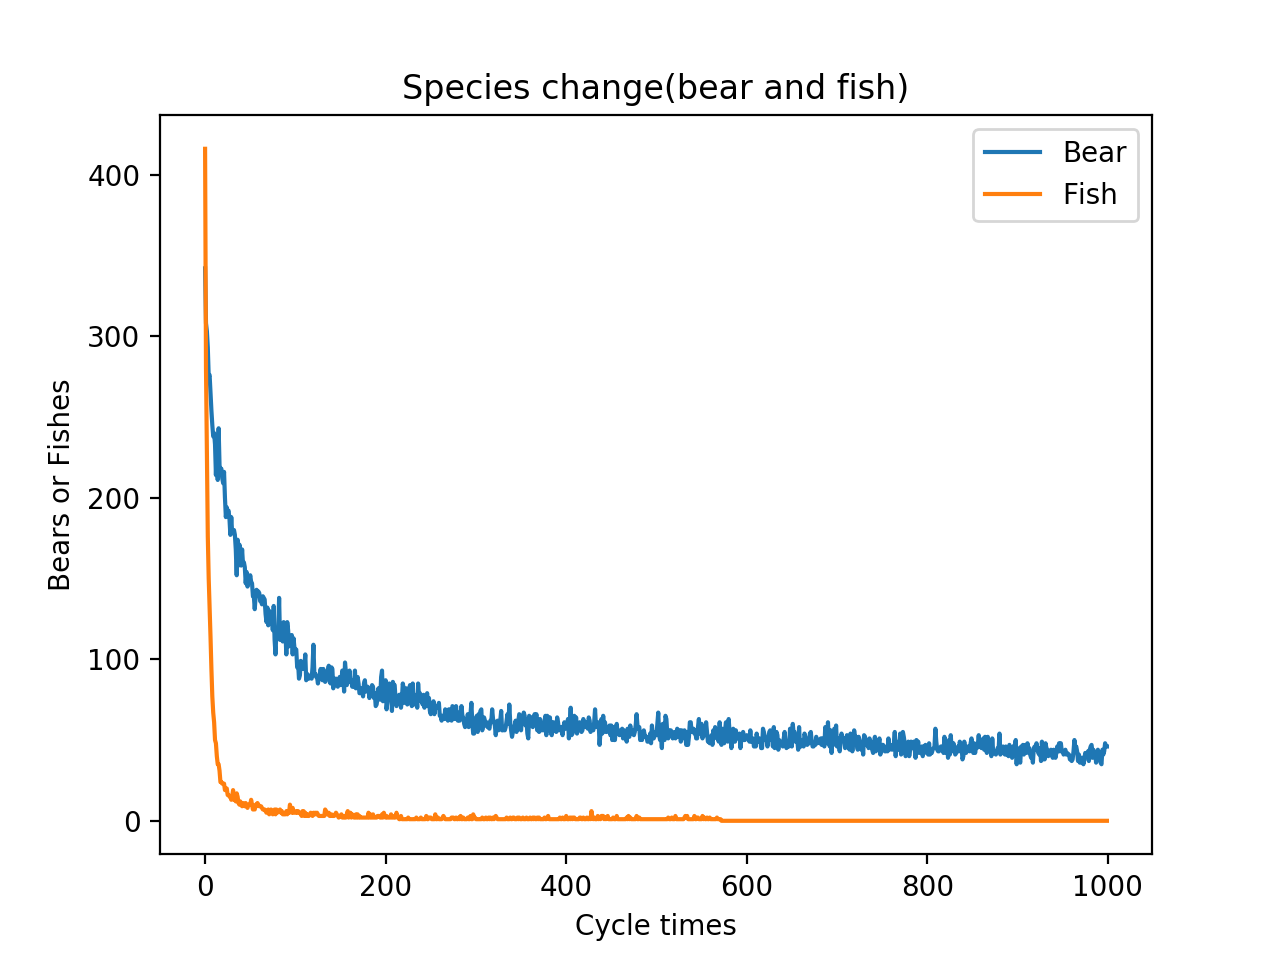 Species change(bear and fish)
Bear
Fish
Bears or Fishes
400
300
200
100
0
0 200 400 600 800 1000
Cycle times